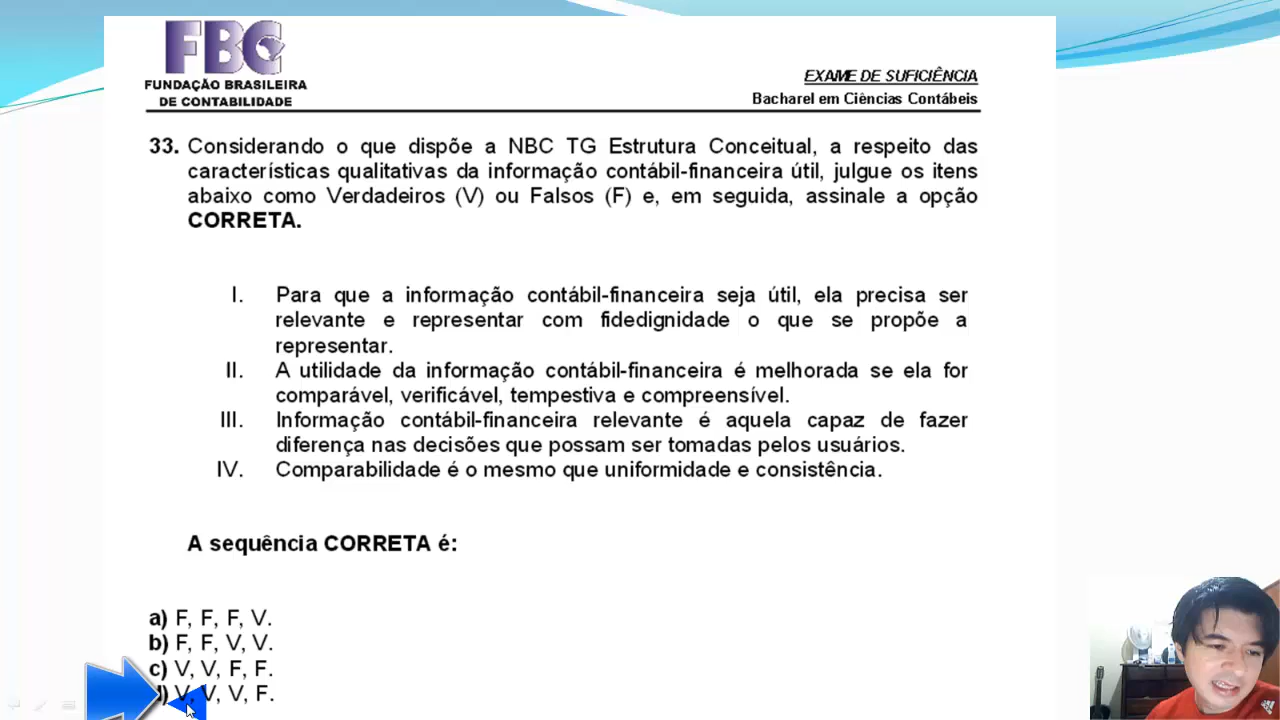 FBC
FUNDAÇÃO BRASILEIRA
DE CONTABILIDADE
EXAME DE SUFICIÊNCIA
Bacharel em Ciências Contábeis
33. Considerando o que dispõe a NBC TG Estrutura Conceitual, a respeito das
características qualitativas da informação contábil-financeira útil, julgue os itens
abaixo como Verdadeiros (V) ou Falsos (F) e, em seguida, assinale a opção
CORRETA.
I. Para que a informação contábil-financeira seja útil, ela precisa ser
relevante e representar com fidedignidade o que se propõe a
representar.
II. A utilidade da informação contábil-financeira é melhorada se ela for
comparável, verificável, tempestiva e compreensível.
III. Informação contábil-financeira relevante é aquela capaz de fazer
diferença nas decisões que possam ser tomadas pelos usuários.
IV. Comparabilidade é o mesmo que uniformidade e consistência.
A sequência CORRETA é:
a) F, F, F, V.
b) F, F, V, V.
c) V, V, F, F.
d) V, V, V, F.